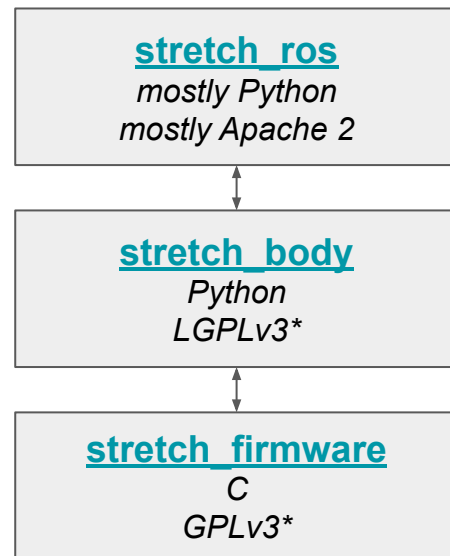 stretch_ros
mostly Python
mostly Apache 2
stretch_body
Python
LGPLv3*
stretch_firmware
C
GPLv3*